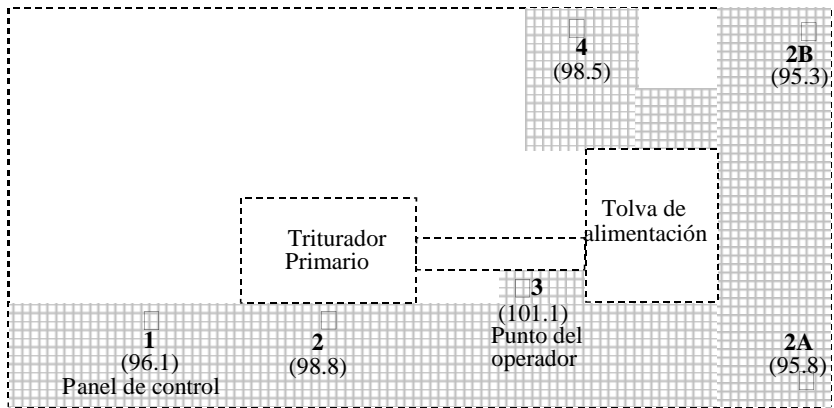 4
(98.5)
2B
(95.3)
Tolva de
alimentación
Triturador
Primario
3
(101.1)
Punto del
operador
1
(96.1)
Panel de control
2
(98.8)
2A
(95.8)